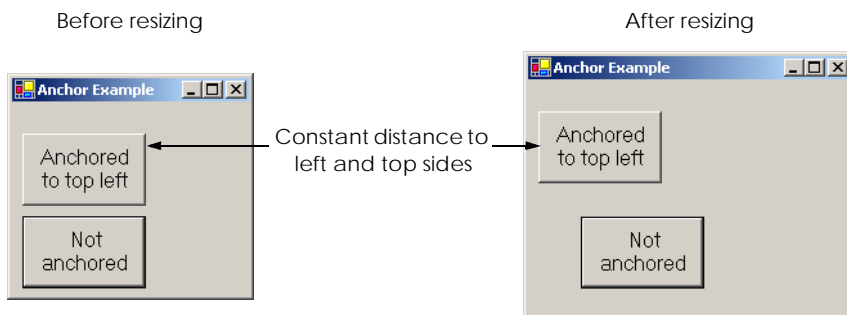 Before resizing
After resizing
Anchor Example
Anchor Example
Anchored
to top left
Constant distance to
left and top sides
Anchored
to top left
Not
anchored
Not
anchored